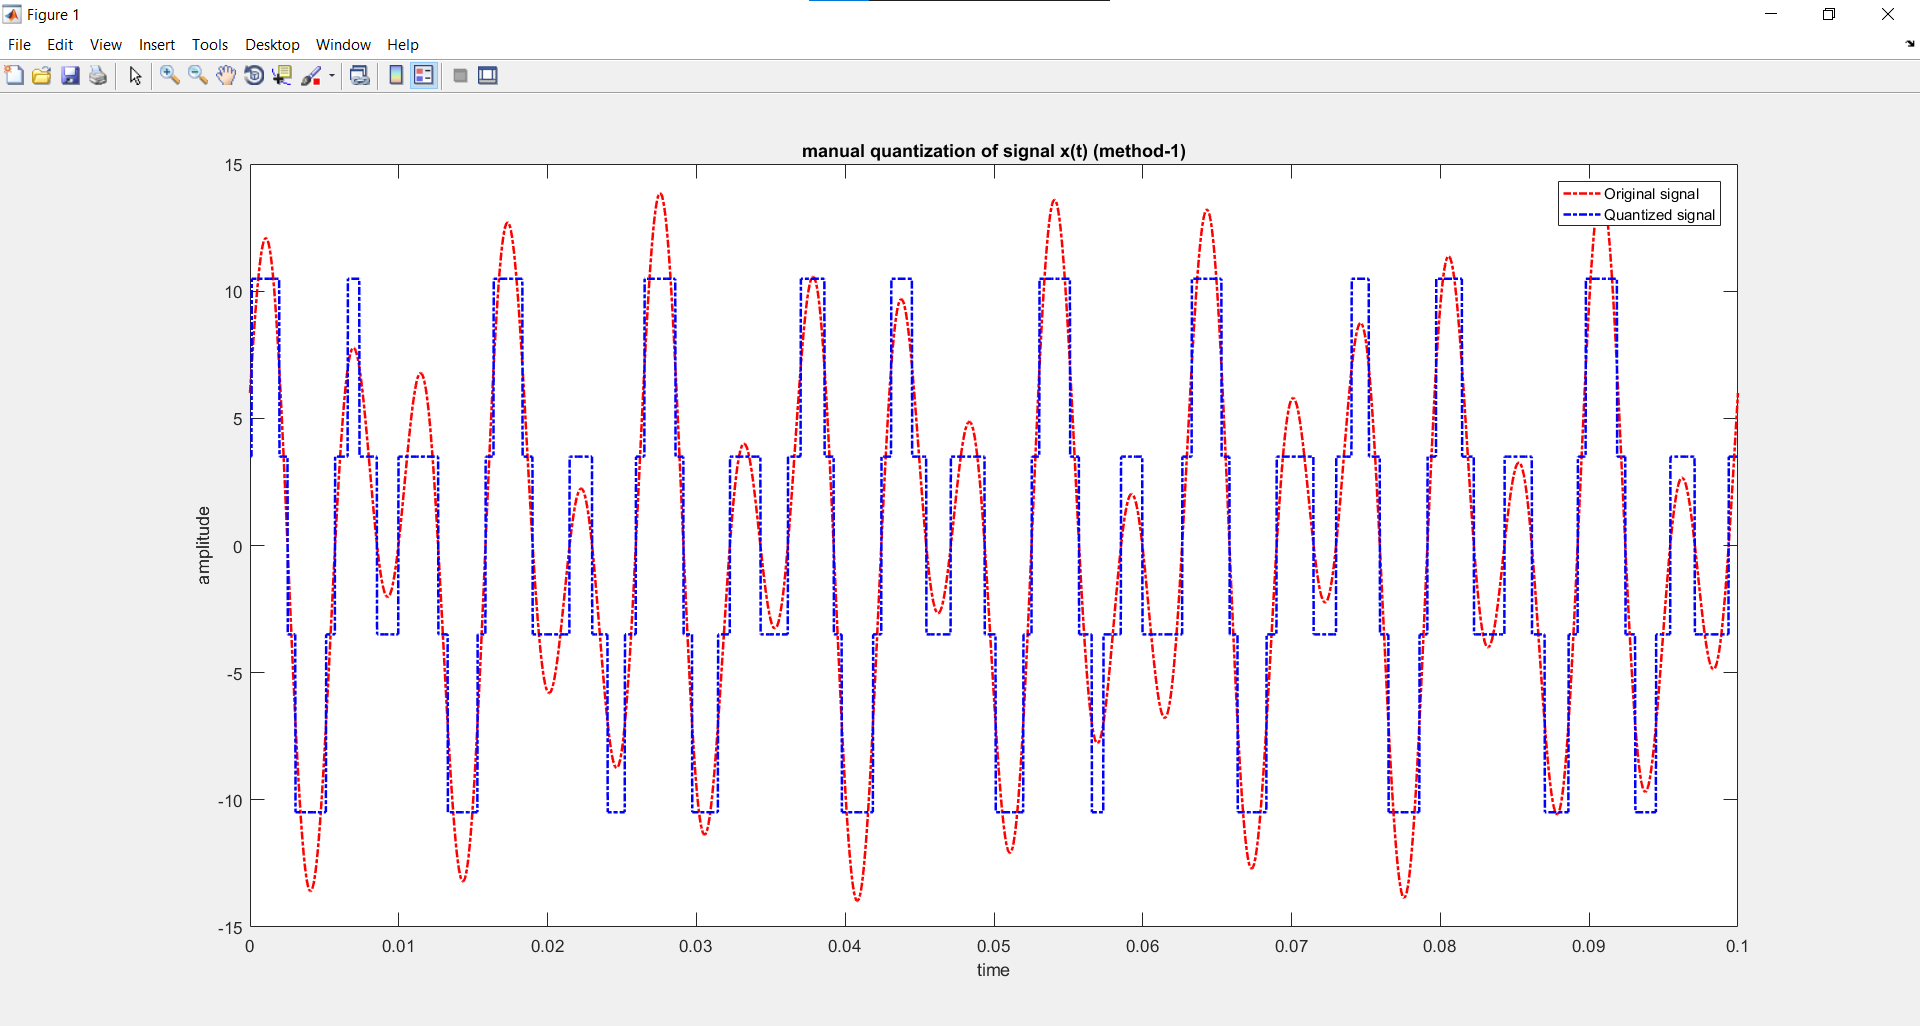 Figure 1
File Edit View Insert Tools Desktop Window Help
manual quantization of signal x(t) (method-1)
Original signal
Quantized signal
15
10
5
0
-5
-10
-15
amplitude
0 0.01 0.02 0.03 0.04 0.05 0.06 0.07 0.08 0.09 0.1
time